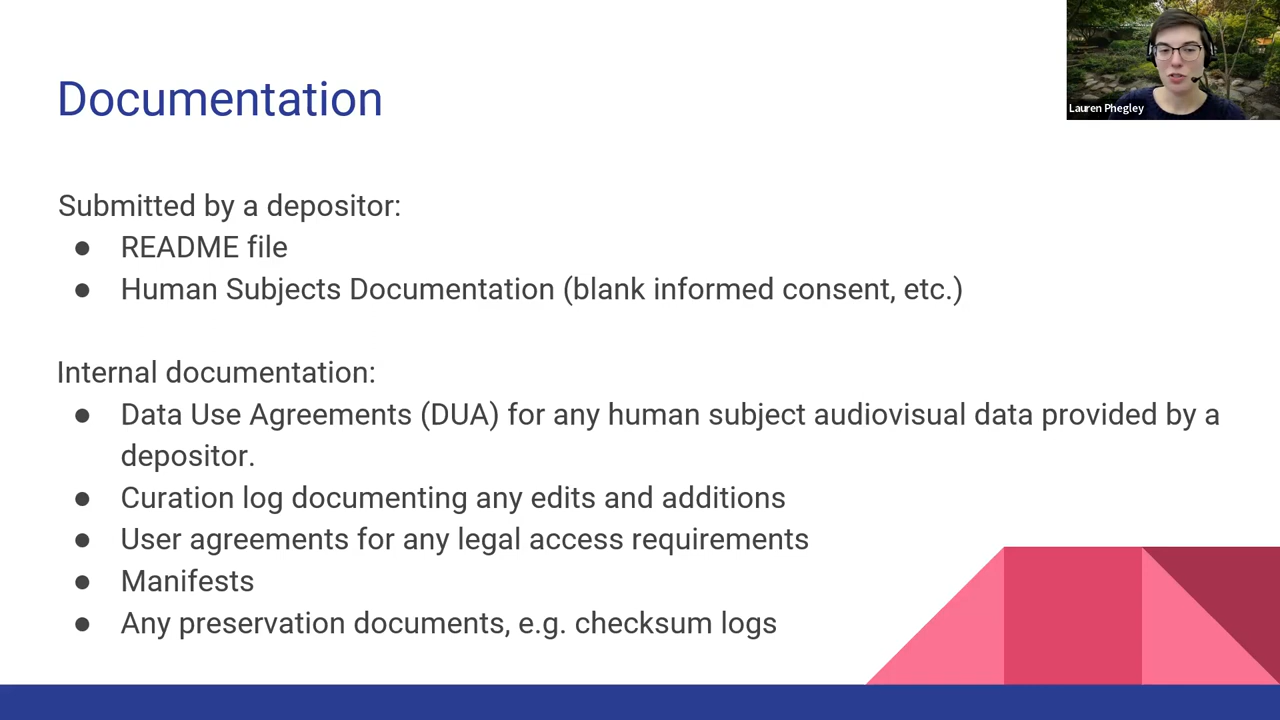 Documentation
Lauren Phegley
Submitted by a depositor:
● README file
● Human Subjects Documentation (blank informed consent, etc.)
Internal documentation:
● Data Use Agreements (DUA) for any human subject audiovisual data provided by a
depositor.
● Curation log documenting any edits and additions
● User agreements for any legal access requirements
● Manifests
● Any preservation documents, e.g. checksum logs